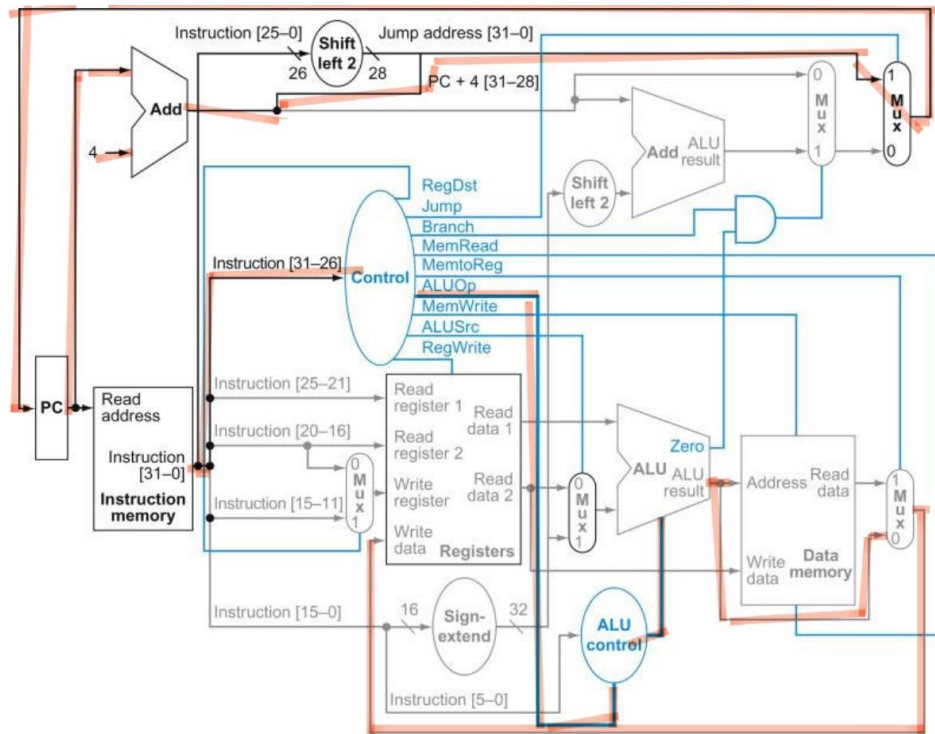 Instruction [25–0]
Shift
left 2
Jump address [31–0]
26
28
PC + 4 [31–28]
Add
4
0
M
u
x
1
1
M
u
x
0
Add
ALU
result
Shift
left 2
RegDst
Jump
Branch
MemRead
MemtoReg
ALUOp
MemWrite
ALUSrc
RegWrite
Instruction [31–26]
Control
PC
Read
address
Instruction
[31–0]
Instruction
memory
Instruction [25–21]
Instruction [20–16]
Instruction [15–11]
0
M
u
x
1
Read
register 1
Read
register 2
Write
register
Write
data
Read
data 1
Read
data 2
Registers
0
M
u
x
1
Zero
ALU
ALU
result
Address
Read
data
Write
data
Data
memory
1
M
u
x
0
Instruction [15–0]
16
Sign-
extend
32
ALU
control
Instruction [5–0]